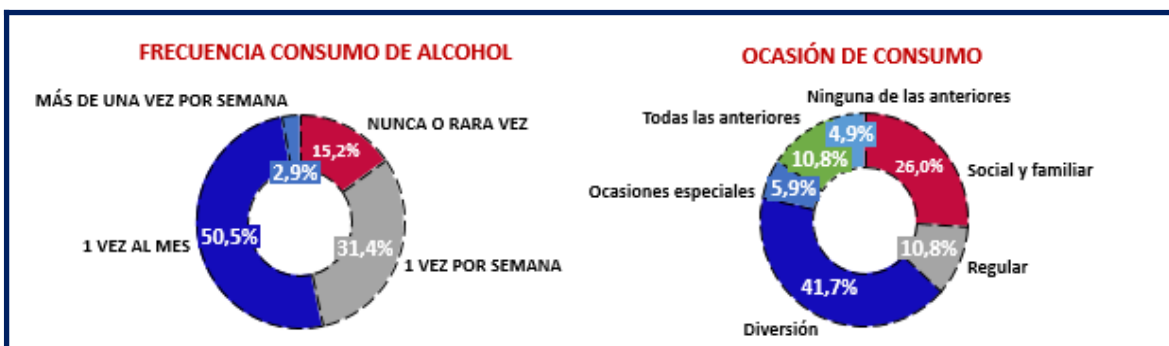 FRECUENCIA CONSUMO DE ALCOHOL
MÁS DE UNA VEZ POR SEMANA
NUNCA O RARA VEZ
15,2%
2,9%
1 VEZ AL MES
50,5%
31,4%
1 VEZ POR SEMANA
OCASIÓN DE CONSUMO
Ninguna de las anteriores
Todas las anteriores
4,9%
10,8%
26,0%
Social y familiar
Ocasiones especiales
5,9%
10,8%
Regular
41,7%
Diversión